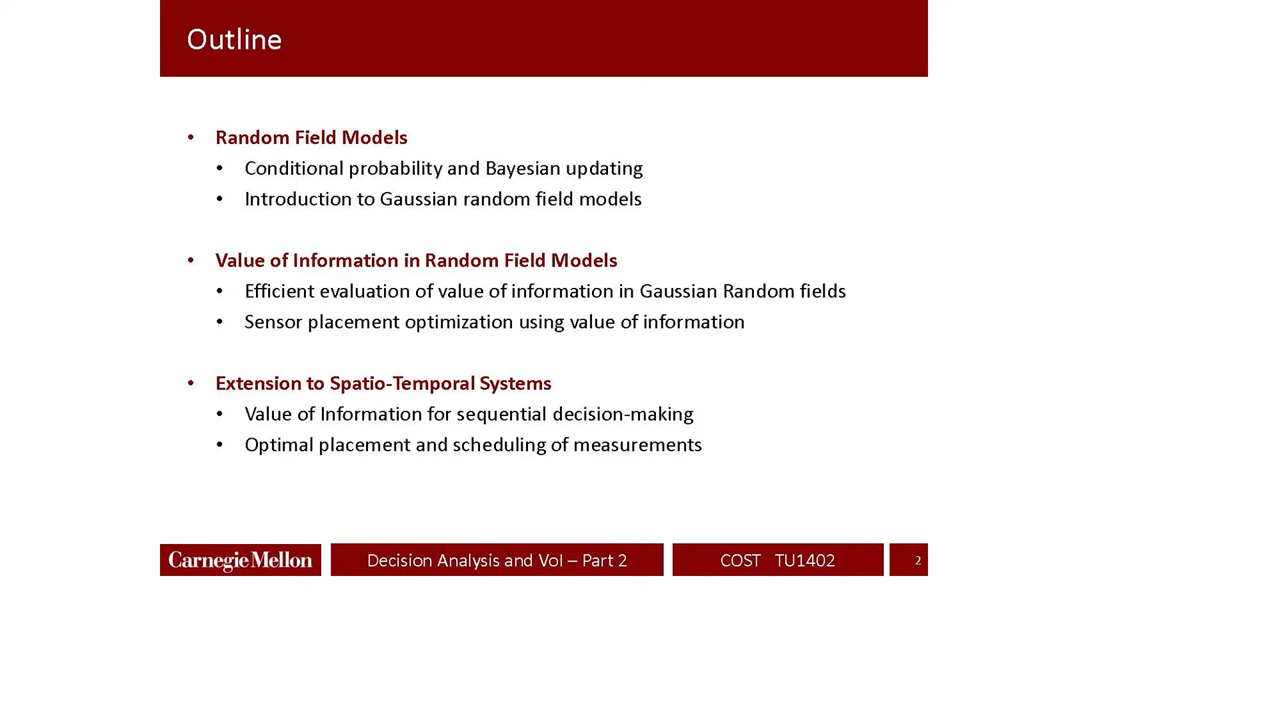 Outline
• Random Field Models
• Conditional probability and Bayesian updating
• Introduction to Gaussian random field models
• Value of Information in Random Field Models
• Efficient evaluation of value of information in Gaussian Random fields
• Sensor placement optimization using value of information
• Extension to Spatio-Temporal Systems
• Value of Information for sequential decision-making
• Optimal placement and scheduling of measurements
Carnegie Mellon
Decision Analysis and VoI – Part 2
COST TU1402
2